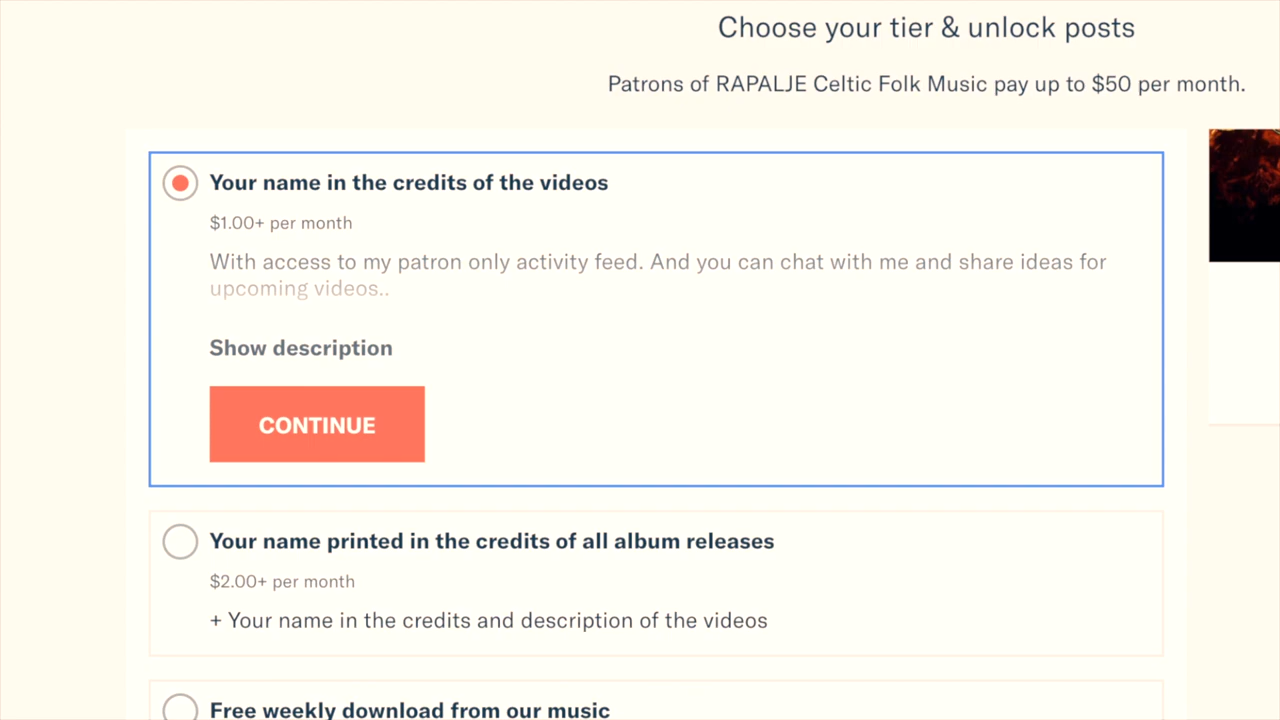 Choose your tier & unlock posts
Patrons of RAPALJE Celtic Folk Music pay up to $50 per month.
Your name in the credits of the videos
$1.00+ per month
With access to my patron only activity feed. And you can chat with me and share ideas for
upcoming videos..
Show description
CONTINUE
Your name printed in the credits of all album releases
$2.00+ per month
+ Your name in the credits and description of the videos
Free weekly download from our music